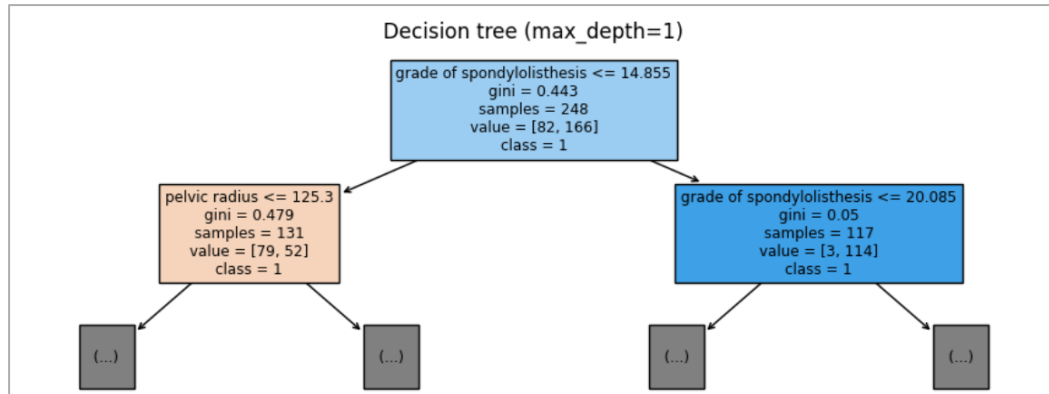 Decision tree (max_depth=1)
grade of spondylolisthesis <= 14.855
gini = 0.443
samples = 248
value = [82, 166]
class = 1
pelvic radius <= 125.3
gini = 0.479
samples = 131
value = [79, 52]
class = 1
grade of spondylolisthesis <= 20.085
gini = 0.05
samples = 117
value = [3, 114]
class = 1
(...)
(...)
(...)
(...)